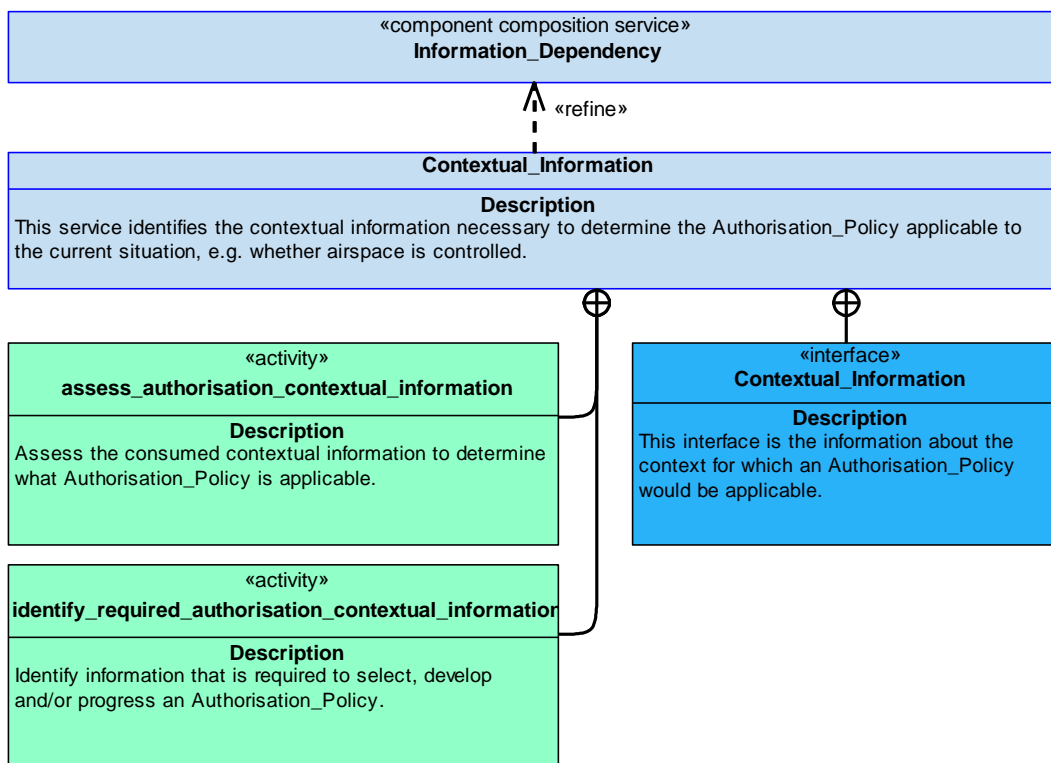 «component composition service»
Information_Dependency
«refine»
Contextual_Information
Description
This service identifies the contextual information necessary to determine the Authorisation_Policy applicable to
the current situation, e.g. whether airspace is controlled.
«activity»
assess_authorisation_contextual_information
Description
Assess the consumed contextual information to determine
what Authorisation_Policy is applicable.
«interface»
Contextual_Information
Description
This interface is the information about the
context for which an Authorisation_Policy
would be applicable.
«activity»
identify_required_authorisation_contextual_information
Description
Identify information that is required to select, develop
and/or progress an Authorisation_Policy.